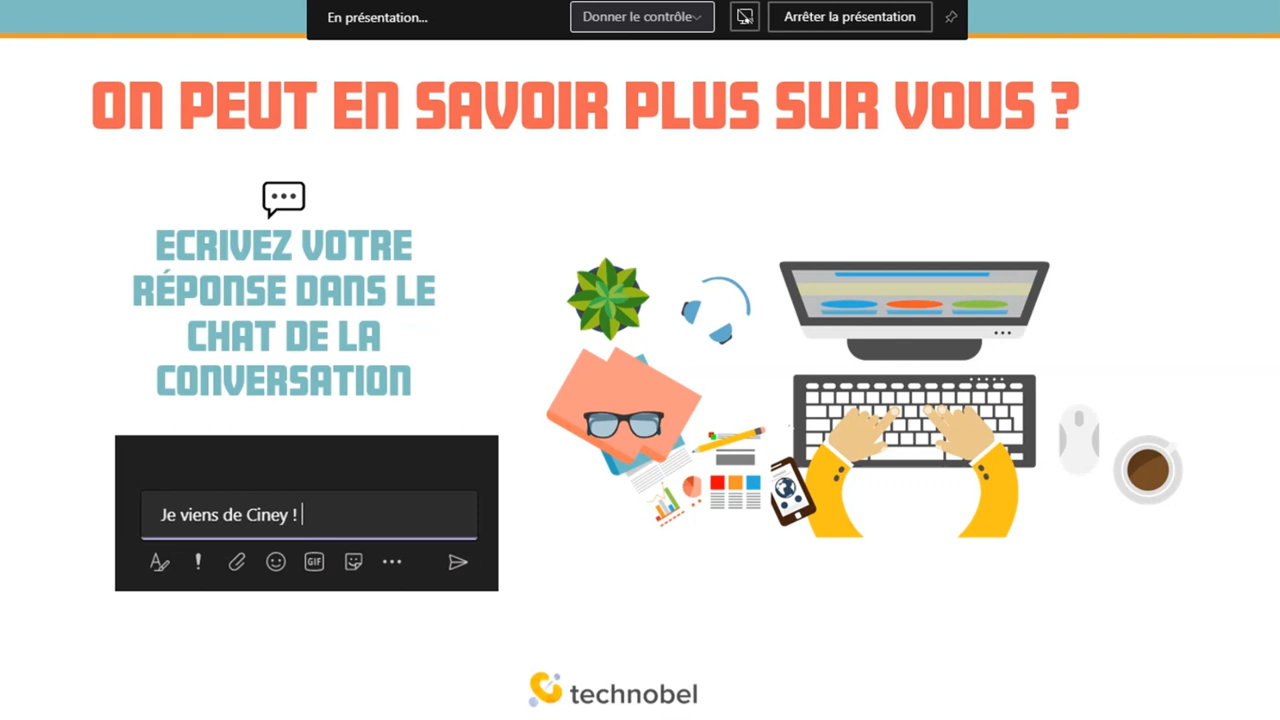 En présentation...
Donner le contrôle
Arrêter la présentation
ON PEUT EN SAVOIR PLUS SUR VOUS ?
ECRIVEZ VOTRE
RÉPONSE DANS LE
CHAT DE LA
CONVERSATION
Je viens de Ciney !
GIF
technobel